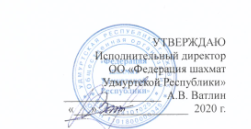 УТВЕРЖДАЮ
Исполнительный директор
ОО «Федерация шахмат
Удмуртской Республики»
А.В. Ватлин
« » 2020 г.